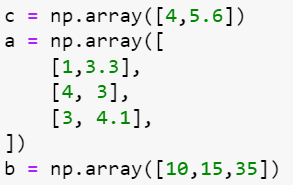 c = np.array([4,5.6])
a = np.array([
    [1,3.3],
    [4, 3],
    [3, 4.1],
])
b = np.array([10,15,35])